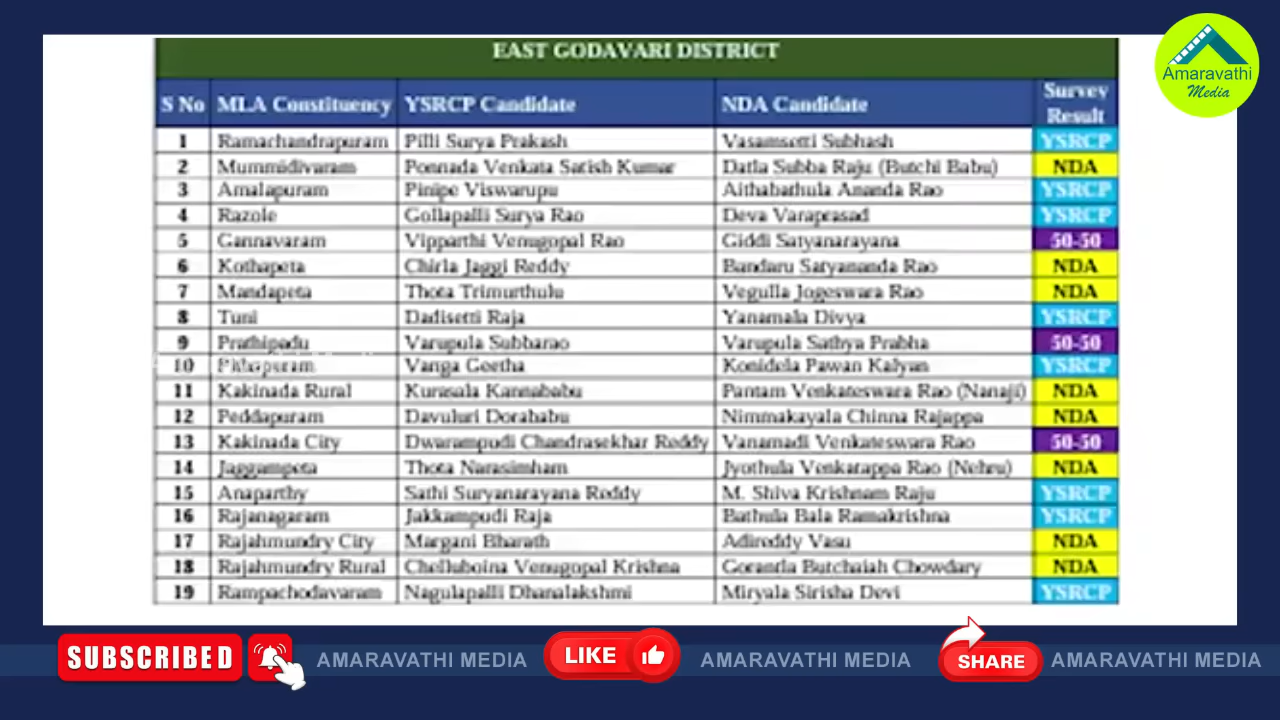 EAST GODAVARI DISTRICT
Amaravathi
Media
S No MLA Constituency YSRCP Candidate NDA Candidate Survey Result
1 Ramachandrapuram Pilli Surya Prakash Vasamsetti Subhash YSRCP
2 Mummidivaram Ponnada Venkata Satish Kumar Datla Subba Raju (Butchi Babu) NDA
3 Amalapuram Pinipe Viswarupu Aithabathula Ananda Rao YSRCP
4 Razole Gollapalli Surya Rao Deva Varaprasad YSRCP
5 Gannavaram Vipparthi Venugopal Rao Giddi Satyanarayana 50-50
6 Kothapeta Chirla Jaggi Reddy Bandaru Satyananda Rao NDA
7 Mandapeta Thota Trimurthulu Vegulla Jogeswara Rao NDA
8 Tuni Dadisetti Raja Yanamala Divya YSRCP
9 Prathipadu Varupula Subbarao Varupula Sathya Prabha 50-50
10 Pithapuram Vanga Geetha Konidela Pawan Kalyan YSRCP
11 Kakinada Rural Kurasala Kannababu Pantam Venkateswara Rao (Nanaji) NDA
12 Peddapuram Davuluri Dorababu Nimmakayala Chinna Rajappa NDA
13 Kakinada City Dwarampudi Chandrasekhar Reddy Vanamadi Venkateswara Rao 50-50
14 Jaggampeta Thota Narasimham Jyothula Venkatappa Rao (Nehru) NDA
15 Anaparthy Sathi Suryanarayana Reddy M. Shiva Krishnam Raju YSRCP
16 Rajanagaram Jakkampudi Raja Bathula Bala Ramakrishna YSRCP
17 Rajahmundry City Margani Bharath Adireddy Vasu NDA
18 Rajahmundry Rural Chelluboina Venugopal Krishna Gorantla Butchaiah Chowdary NDA
19 Rampachodavaram Nagulapalli Dhanalakshmi Miryala Sirisha Devi YSRCP
SUBSCRIBED AMARAVATHI MEDIA LIKE AMARAVATHI MEDIA SHARE AMARAVATHI MEDIA